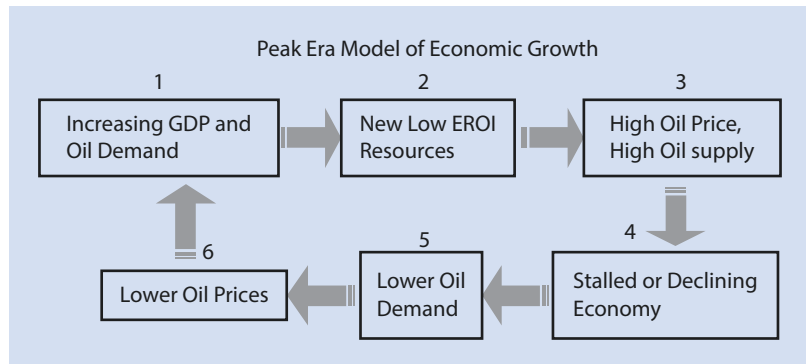 Peak Era Model of Economic Growth
1
Increasing GDP and
Oil Demand
2
New Low EROI
Resources
3
High Oil Price,
High Oil supply
4
Stalled or Declining
Economy
5
Lower Oil
Demand
6
Lower Oil Prices